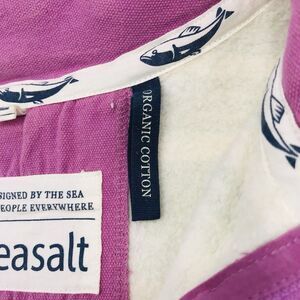 ORGANIC COTTON
SIGNED BY THE SEA
PEOPLE EVERYWHERE
easalt